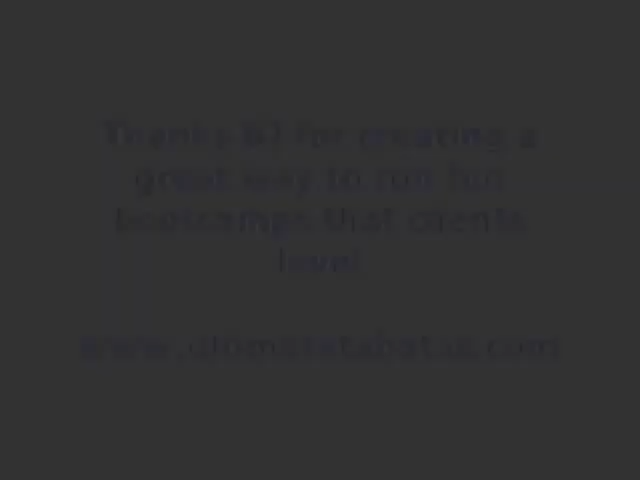 Thanks BJ for creating a
great way to run fun
bootcamps that clients
love!